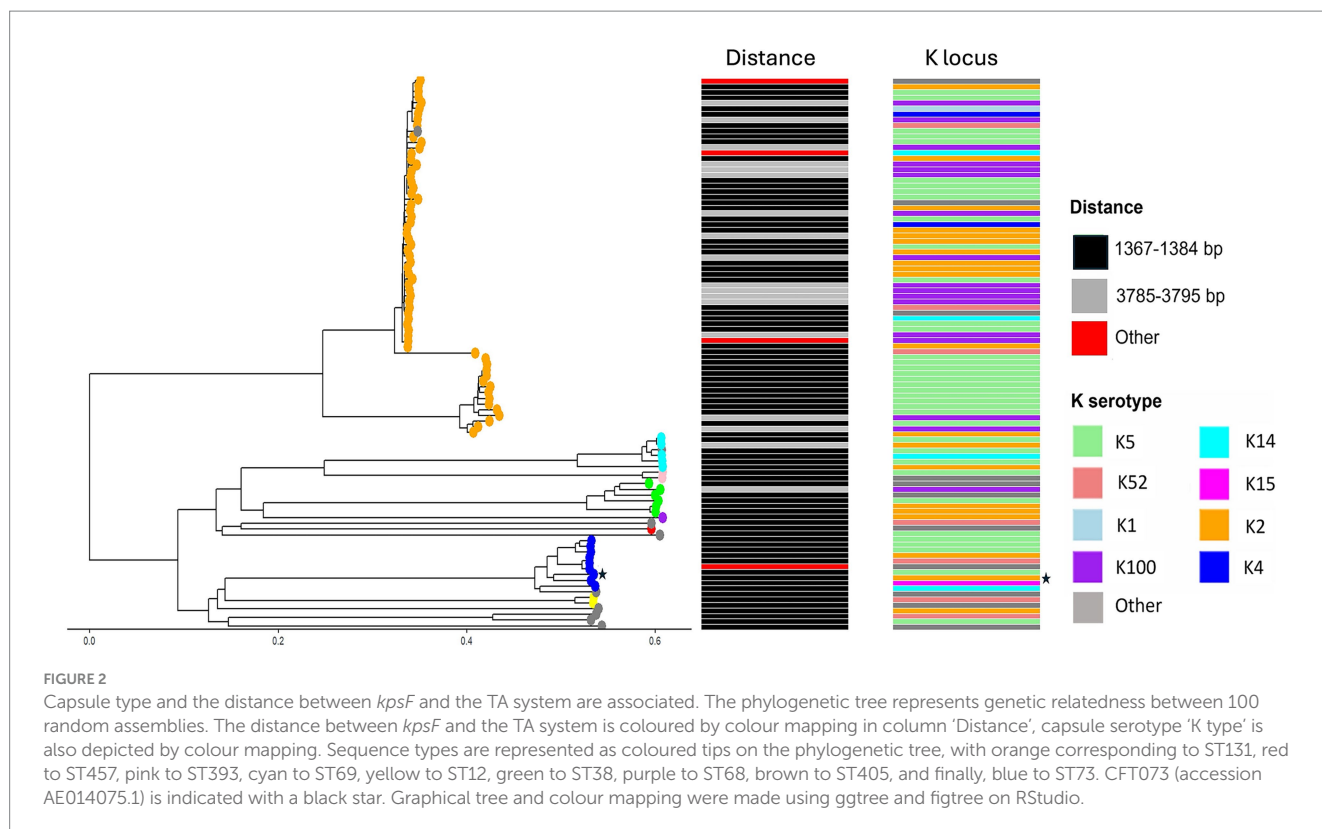 Distance
K locus
Distance
1367-1384 bp
3785-3795 bp
Other
K serotype
K5
K14
K52
K15
K1
K2
K100
K4
Other
0.0
0.2
0.4
0.6
FIGURE 2
Capsule type and the distance between kpsF and the TA system are associated. The phylogenetic tree represents genetic relatedness between 100
random assemblies. The distance between kpsF and the TA system is coloured by colour mapping in column ‘Distance’, capsule serotype ‘K type’ is
also depicted by colour mapping. Sequence types are represented as coloured tips on the phylogenetic tree, with orange corresponding to ST131, red
to ST457, pink to ST393, cyan to ST69, yellow to ST12, green to ST38, purple to ST68, brown to ST405, and finally, blue to ST73. CFT073 (accession
AE014075.1) is indicated with a black star. Graphical tree and colour mapping were made using ggtree and figtree on RStudio.